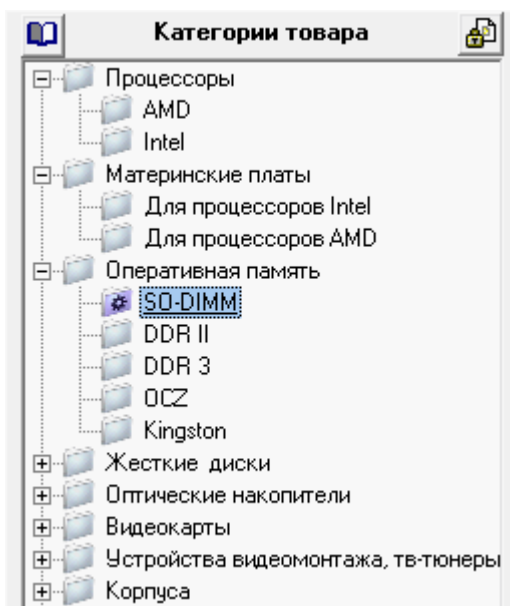 Категории товара
Процессоры
AMD
Intel
Материнские платы
Для процессоров Intel
Для процессоров AMD
Оперативная память
SO-DIMM
DDR II
DDR 3
OCZ
Kingston
Жесткие диски
Оптические накопители
Видеокарты
Устройства видеомонтажа, тв-тюнеры
Корпуса